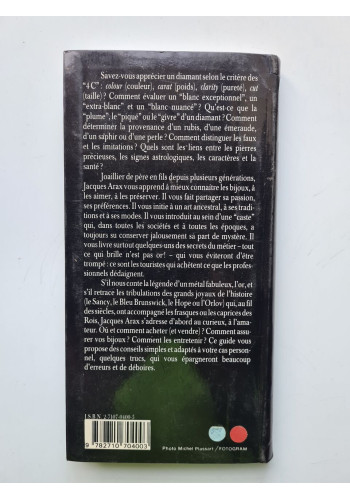 Savez-vous apprécier un diamant selon le critère des
"4 C" : colour (couleur), carat (poids), clarity (pureté), cut
(taille) ? Comment évaluer un "blanc exceptionnel", un
"extra-blanc" et un "blanc nuancé" ? Qu'est-ce que la
"plume", le "piqué" ou le "givre" d'un diamant ? Comment
déterminer la provenance d'un rubis, d'une émeraude,
d'un saphir ou d'une perle ? Comment distinguer les faux
et les imitations ? Quels sont les liens entre les pierres
précieuses, les signes astrologiques, les caractères et la
santé ?
Joaillier de père en fils depuis plusieurs générations,
Jacques Arax vous apprend à mieux connaître les bijoux, à
les aimer, à les préserver. Il vous fait partager sa passion,
ses préférences. Il vous initie à un art ancestral, à ses tradi-
tions et à ses modes. Il vous introduit au sein d'une "caste"
qui, dans toutes les sociétés et à toutes les époques, a
toujours su conserver jalousement sa part de mystère. Il
vous livre surtout quelques-uns des secrets du métier – tout
ce qui brille n'est pas or! – qui vous éviteront d'être
trompé : ce sont les touristes qui achètent ce que les profes-
sionnels dédaignent.
S'il nous conte la légende d'un métal fabuleux, l'or, et
s'il retrace les tribulations des grands joyaux de l'histoire
(le Sancy, le Bleu Brunswick, le Hope ou l'Orlov) qui, au fil
des siècles, ont accompagné les frasques ou les caprices des
Rois, Jacques Arax s'adresse d'abord au curieux, à l'ama-
teur. Où et comment acheter (et vendre) ? Comment assu-
rer vos bijoux ? Comment les entretenir ? Ce guide vous
propose des conseils simples et adaptés à votre cas person-
nel, quelques trucs, qui vous épargneront beaucoup
d'erreurs et de déboires.
ISBN 2-7107-0400-3
9 782710 704003
Photo Michel Plassart / FOTOGRAM